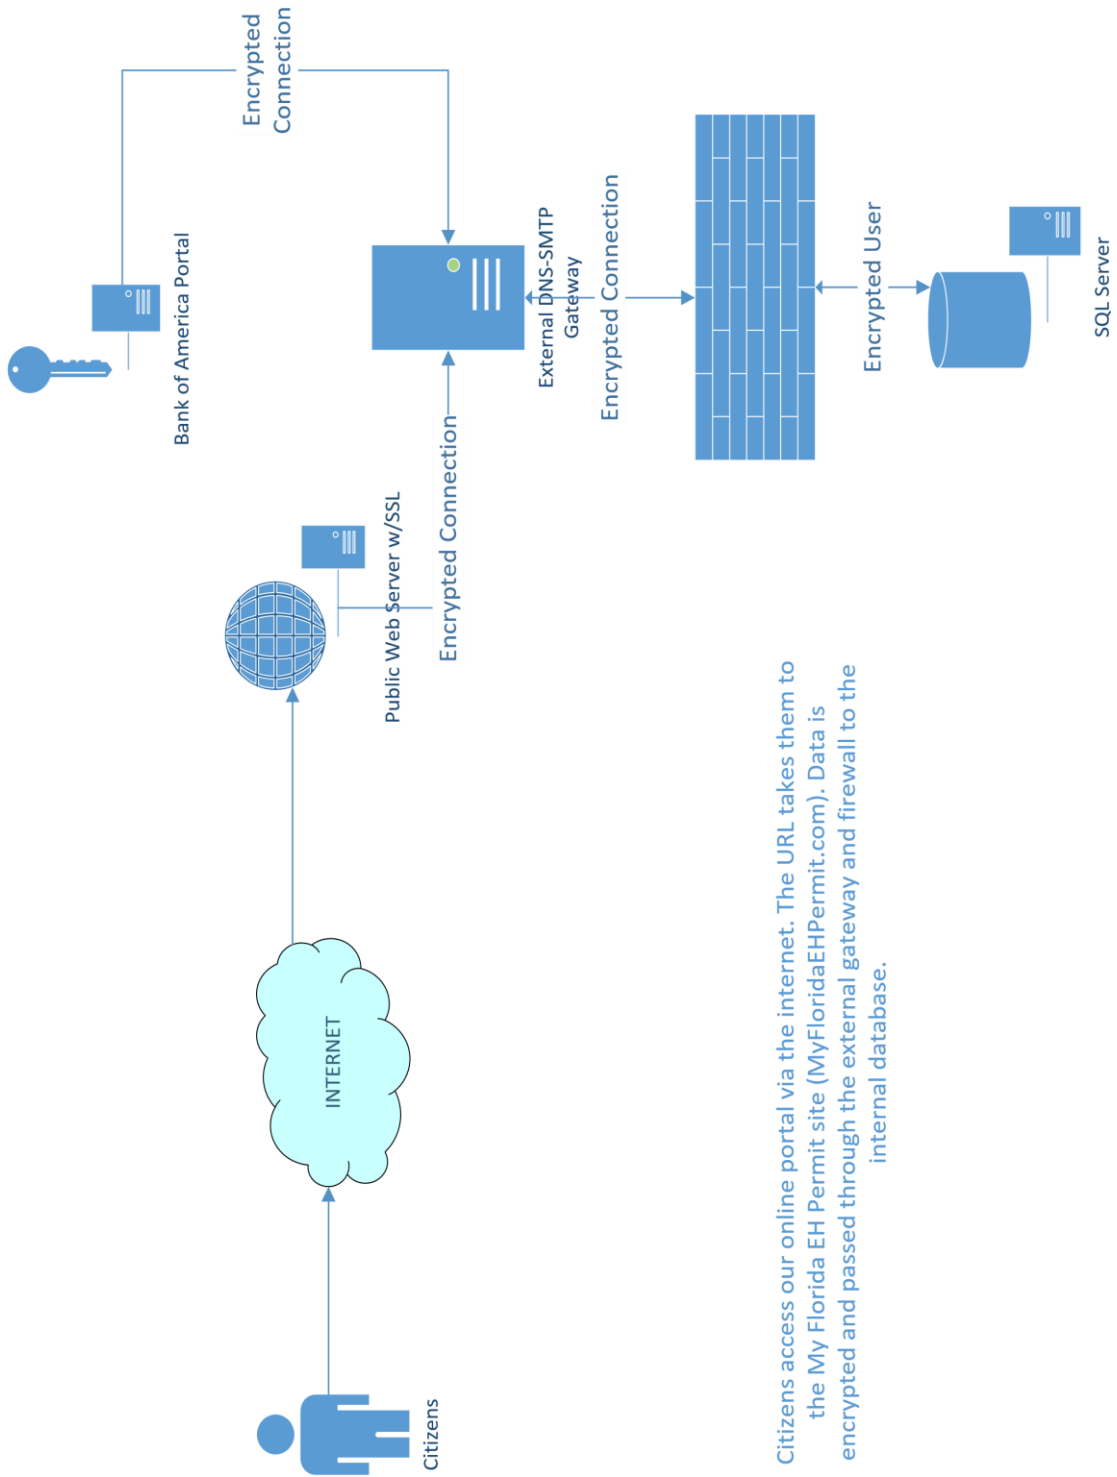 Citizens
INTERNET
Public Web Server w/SSL
Encrypted Connection
Bank of America Portal
Encrypted
Connection
External DNS-SMTP
Gateway
Encrypted Connection
Encrypted User
SQL Server
Citizens access our online portal via the internet. The URL takes them to
the My Florida EH Permit site (MyFloridaEHPermit.com). Data is
encrypted and passed through the external gateway and firewall to the
internal database.